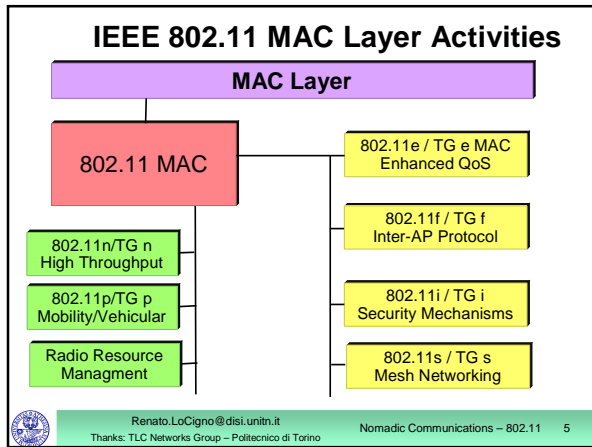 IEEE 802.11 MAC Layer Activities
MAC Layer
802.11 MAC
802.11e / TG e MAC
Enhanced QoS
802.11f / TG f
Inter-AP Protocol
802.11n/TG n
High Throughput
802.11p/TG p
Mobility/Vehicular
802.11i / TG i
Security Mechanisms
Radio Resource
Managment
802.11s / TG s
Mesh Networking
Renato.LoCigno@disi.unitn.it
Thanks: TLC Networks Group – Politecnico di Torino
Nomadic Communications – 802.11 5